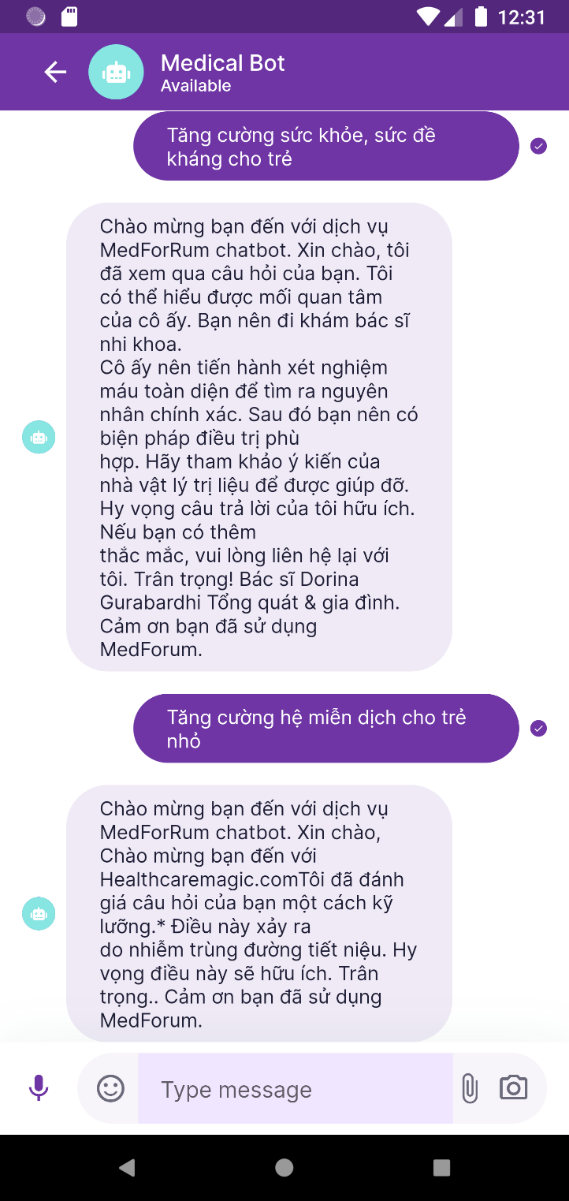 12:31
Medical Bot
Available
Tăng cường sức khỏe, sức đề
kháng cho trẻ
Chào mừng bạn đến với dịch vụ
MedForRum chatbot. Xin chào, tôi
đã xem qua câu hỏi của bạn. Tôi
có thể hiểu được mối quan tâm
của cô ấy. Bạn nên đi khám bác sĩ
nhi khoa.
Cô ấy nên tiến hành xét nghiệm
máu toàn diện để tìm ra nguyên
nhân chính xác. Sau đó bạn nên có
biện pháp điều trị phù
hợp. Hãy tham khảo ý kiến của
nhà vật lý trị liệu để được giúp đỡ.
Hy vọng câu trả lời của tôi hữu ích.
Nếu bạn có thêm
thắc mắc, vui lòng liên hệ lại với
tôi. Trân trọng! Bác sĩ Dorina
Gurabardhi Tổng quát & gia đình.
Cảm ơn bạn đã sử dụng
MedForum.
Tăng cường hệ miễn dịch cho trẻ
nhỏ
Chào mừng bạn đến với dịch vụ
MedForRum chatbot. Xin chào,
Chào mừng bạn đến với
Healthcaremagic.comTôi đã đánh
giá câu hỏi của bạn một cách kỹ
lưỡng.* Điều này xảy ra
do nhiễm trùng đường tiết niệu. Hy
vọng điều này sẽ hữu ích. Trân
trọng.. Cảm ơn bạn đã sử dụng
MedForum.
Type message